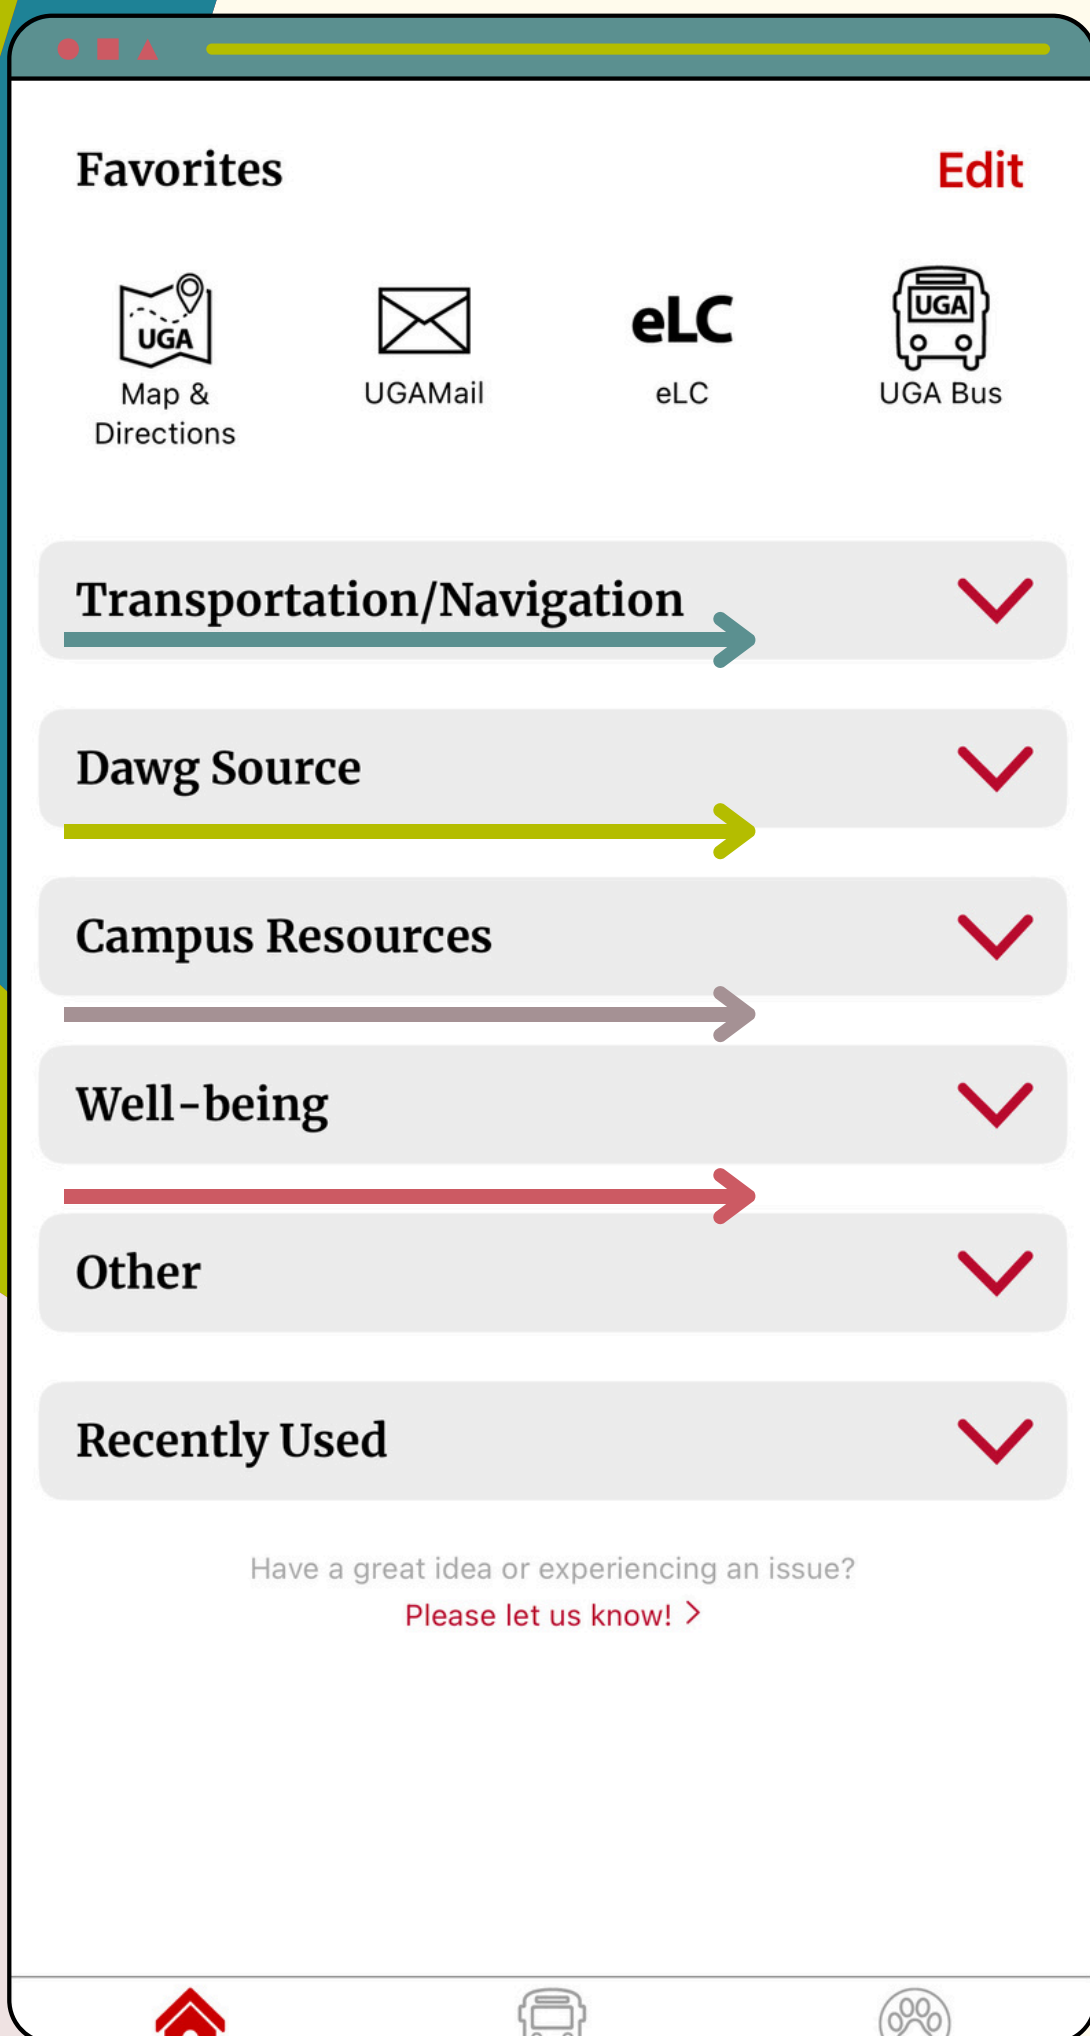 Favorites
Edit
UGA
eLC
UGA
Map &
Directions
UGAMail
eLC
UGA Bus
Transportation/Navigation
Dawg Source
Campus Resources
Well-being
Other
Recently Used
Have a great idea or experiencing an issue?
Please let us know! >